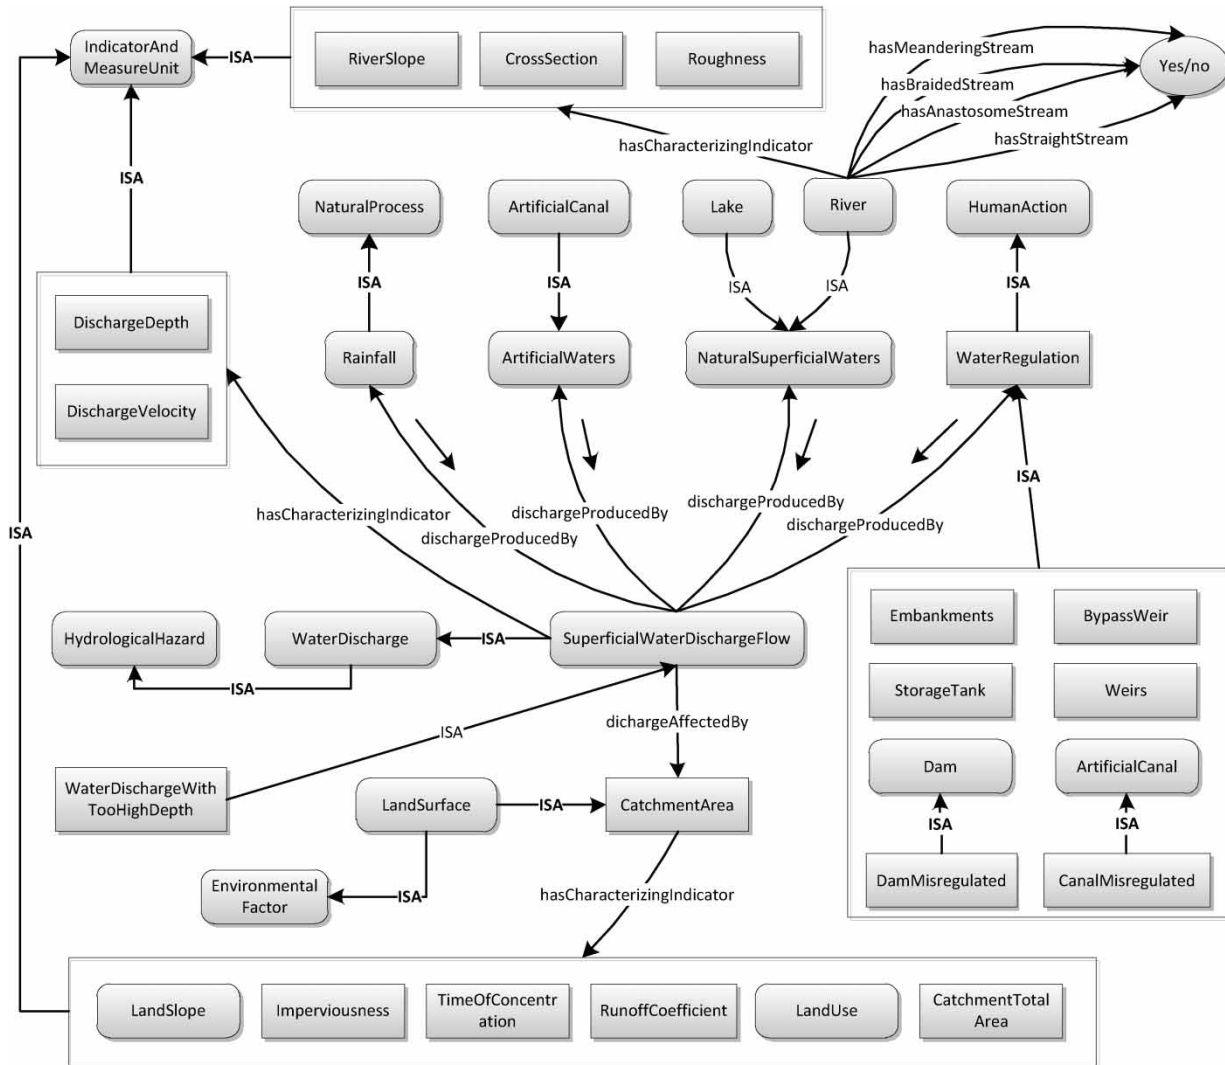 IndicatorAnd
MeasureUnit
ISA
RiverSlope
CrossSection
Roughness
hasMeanderingStream
hasBraidedStream
hasAnastosomeStream
hasStraightStream
Yes/no
hasCharacterizingIndicator
ISA
NaturalProcess
ArtificialCanal
Lake
River
HumanAction
ISA
ISA
ISA
ISA
ISA
DischargeDepth
DischargeVelocity
Rainfall
ArtificialWaters
NaturalSuperficialWaters
WaterRegulation
ISA
hasCharacterizingIndicator
dischargeProducedBy
dischargeProducedBy
dischargeProducedBy
dischargeProducedBy
ISA
ISA
HydrologicalHazard
WaterDischarge
ISA
SuperficialWaterDischargeFlow
ISA
ISA
dichargeAffectedBy
WaterDischargeWith
TooHighDepth
LandSurface
ISA
CatchmentArea
Environmental
Factor
ISA
hasCharacterizingIndicator
Embankments
BypassWeir
StorageTank
Weirs
Dam
ArtificialCanal
ISA
ISA
DamMisregulated
CanalMisregulated
LandSlope
Imperviousness
TimeOfConcentr
ation
RunoffCoefficient
LandUse
CatchmentTotal
Area